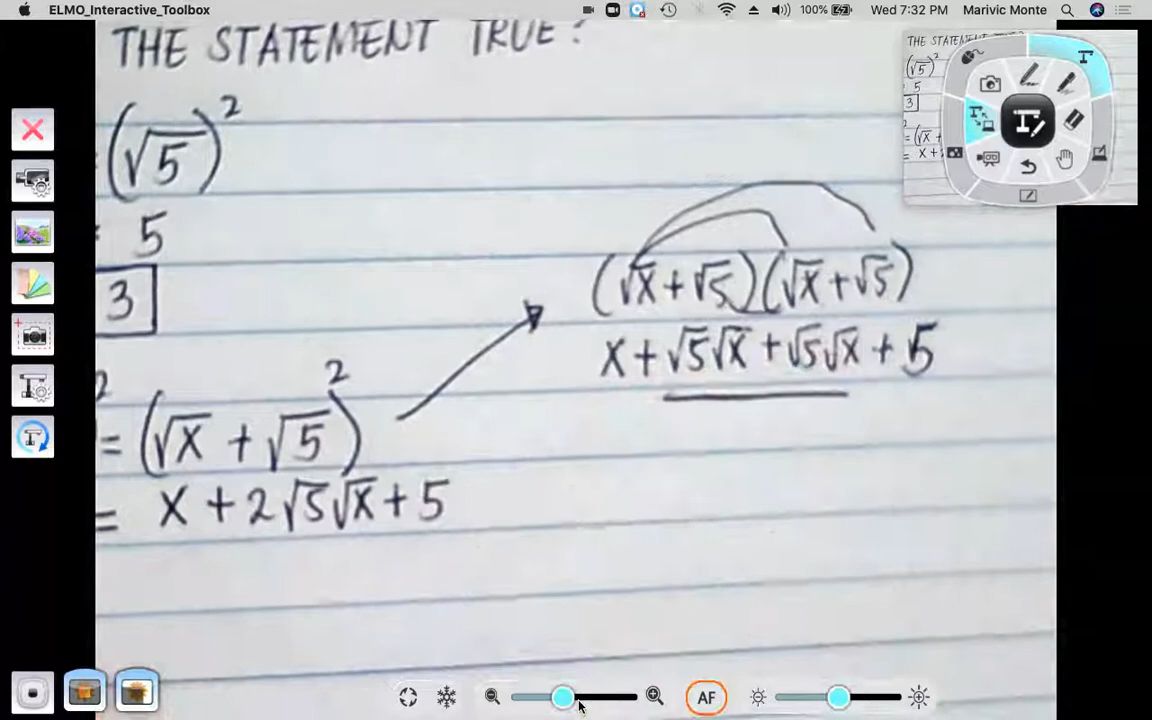 ELMO_Interactive_Toolbox 100% Wed 7:32 PM Marivic Monte
THE STATEMENT TRUE?
= (√5)²
= 5
3
(√x + √5)(√x + √5)
x + √5√x + √5√x + 5
2
= (√x + √5)²
= x + 2√5√x + 5
AF